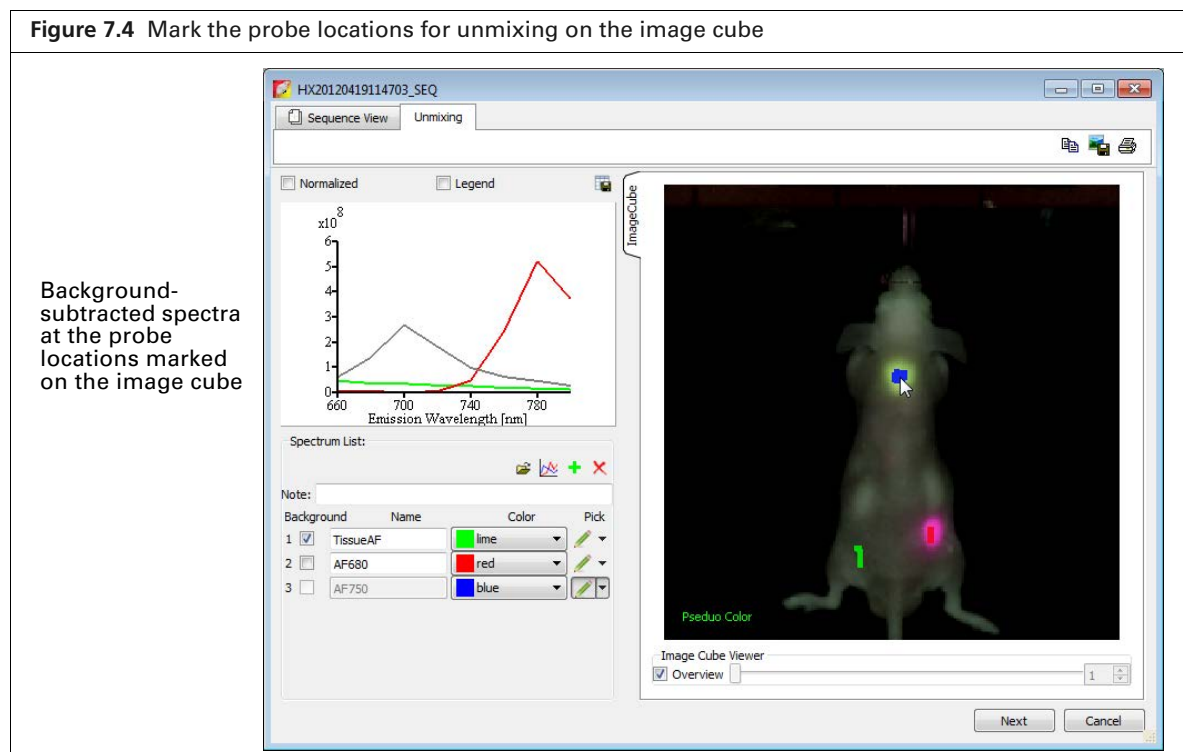 Figure 7.4 Mark the probe locations for unmixing on the image cube
Background-
subtracted spectra
at the probe
locations marked
on the image cube
HX20120419114703_SEQ
Sequence View Unmixing
Normalized Legend
x10
8
6
5
4
3
2
1
0
660 700 740 780
Emission Wavelength [nm]
Spectrum List:
Note:
Background Name Color Pick
1 TissueAF lime
2 AF680 red
3 AF750 blue
ImageCube
Pseduo Color
Image Cube Viewer
Overview 1
Next Cancel